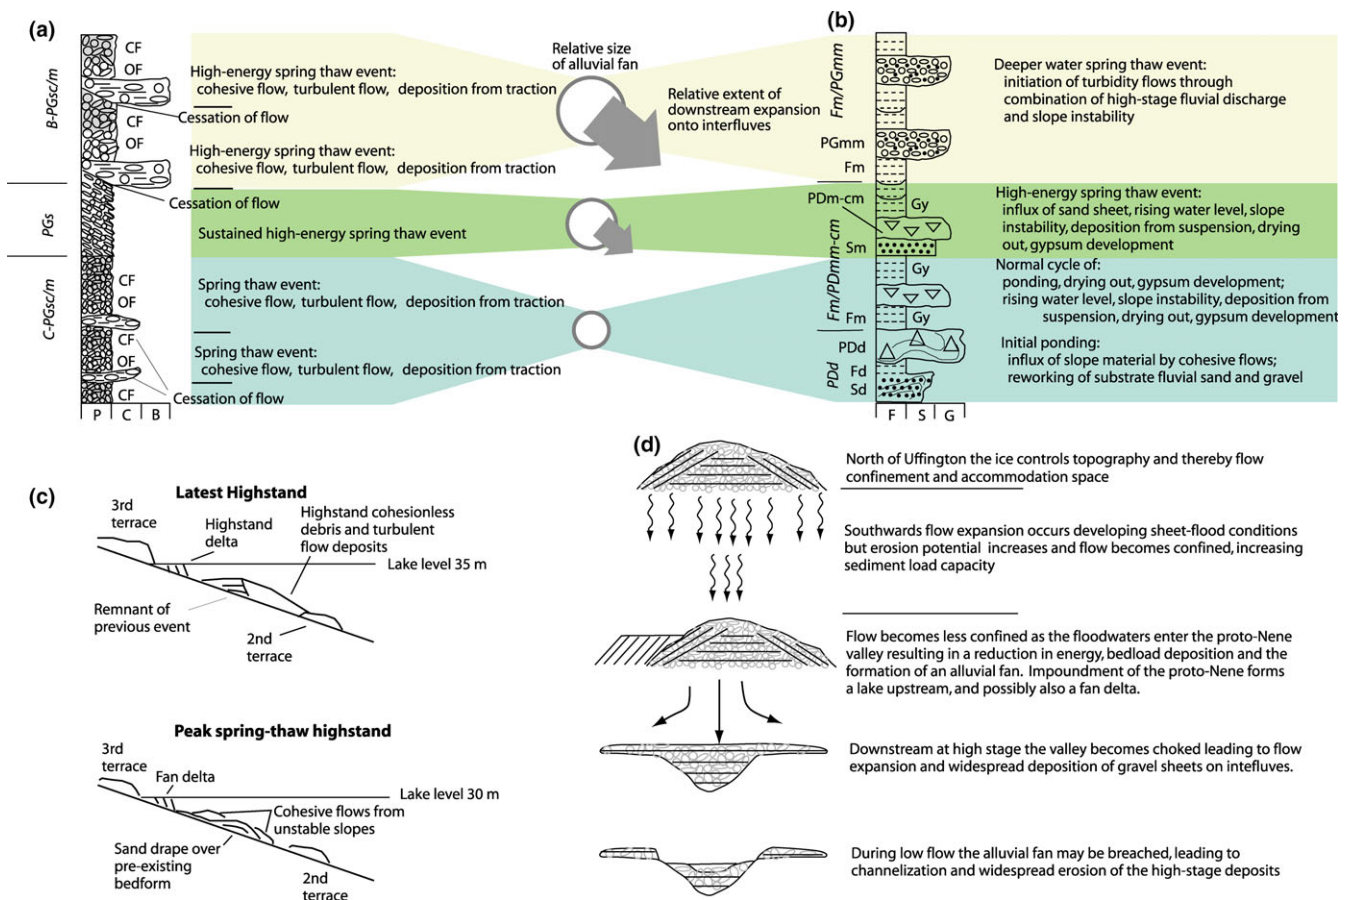 (a)
B-PGsc/m
PGs
C-PGsc/m
CF
OF
CF
OF
CF
OF
CF
OF
CF
P C B
High-energy spring thaw event:
cohesive flow, turbulent flow, deposition from traction
Cessation of flow
High-energy spring thaw event:
cohesive flow, turbulent flow, deposition from traction
Cessation of flow
Sustained high-energy spring thaw event
Spring thaw event:
cohesive flow, turbulent flow, deposition from traction
Spring thaw event:
cohesive flow, turbulent flow, deposition from traction
Cessation of flow
Relative size
of alluvial fan
Relative extent of
downstream expansion
onto interfluves
(b)
Fm/PGmm
Fm/PDmm-cm
PDd
PGmm
Fm
PDm-cm
Gy
Sm
Gy
Fm
Gy
PDd
Fd
Sd
F S G
Deeper water spring thaw event:
initiation of turbidity flows through
combination of high-stage fluvial discharge
and slope instability
High-energy spring thaw event:
influx of sand sheet, rising water level, slope
instability, deposition from suspension, drying
out, gypsum development
Normal cycle of:
ponding, drying out, gypsum development;
rising water level, slope instability, deposition from
suspension, drying out, gypsum development
Initial ponding:
influx of slope material by cohesive flows;
reworking of substrate fluvial sand and gravel
(c)
Latest Highstand
3rd
terrace
Highstand
delta
Highstand cohesionless
debris and turbulent
flow deposits
Lake level 35 m
Remnant of
previous event
2nd
terrace
Peak spring-thaw highstand
3rd
terrace
Fan delta
Lake level 30 m
Cohesive flows from
unstable slopes
Sand drape over
pre-existing
bedform
2nd
terrace
(d)
North of Uffington the ice controls topography and thereby flow
confinement and accommodation space
Southwards flow expansion occurs developing sheet-flood conditions
but erosion potential increases and flow becomes confined, increasing
sediment load capacity
Flow becomes less confined as the floodwaters enter the proto-Nene
valley resulting in a reduction in energy, bedload deposition and the
formation of an alluvial fan. Impoundment of the proto-Nene forms
a lake upstream, and possibly also a fan delta.
Downstream at high stage the valley becomes choked leading to flow
expansion and widespread deposition of gravel sheets on intefluves.
During low flow the alluvial fan may be breached, leading to
channelization and widespread erosion of the high-stage deposits